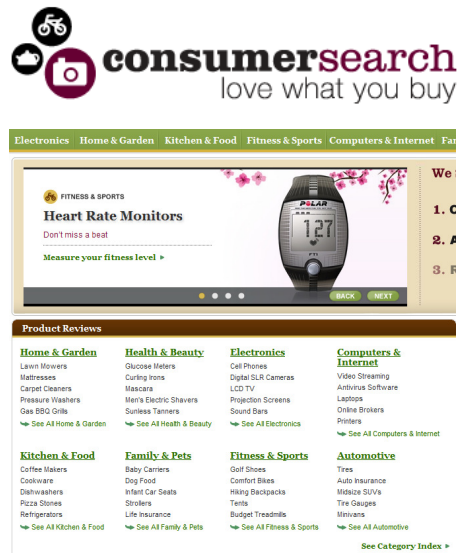 consumersearch
love what you buy
Electronics Home & Garden Kitchen & Food Fitness & Sports Computers & Internet
FITNESS & SPORTS
Heart Rate Monitors
Don't miss a beat
Measure your fitness level
POLAR
127
FT1
We
1.
2.
3.
BACK NEXT
Product Reviews
Home & Garden
Lawn Mowers
Mattresses
Carpet Cleaners
Pressure Washers
Gas BBQ Grills
See All Home & Garden
Health & Beauty
Glucose Meters
Curling Irons
Mascara
Men's Electric Shavers
Sunless Tanners
See All Health & Beauty
Electronics
Cell Phones
Digital SLR Cameras
LCD TV
Projection Screens
Sound Bars
See All Electronics
Computers &
Internet
Video Streaming
Antivirus Software
Laptops
Online Brokers
Printers
See All Computers & Internet
Kitchen & Food
Coffee Makers
Cookware
Dishwashers
Pizza Stones
Refrigerators
See All Kitchen & Food
Family & Pets
Baby Carriers
Dog Food
Infant Car Seats
Strollers
Life Insurance
See All Family & Pets
Fitness & Sports
Golf Shoes
Comfort Bikes
Hiking Backpacks
Tents
Budget Treadmills
See All Fitness & Sports
Automotive
Tires
Auto Insurance
Midsize SUVs
Tire Gauges
Minivans
See All Automotive
See Category Index